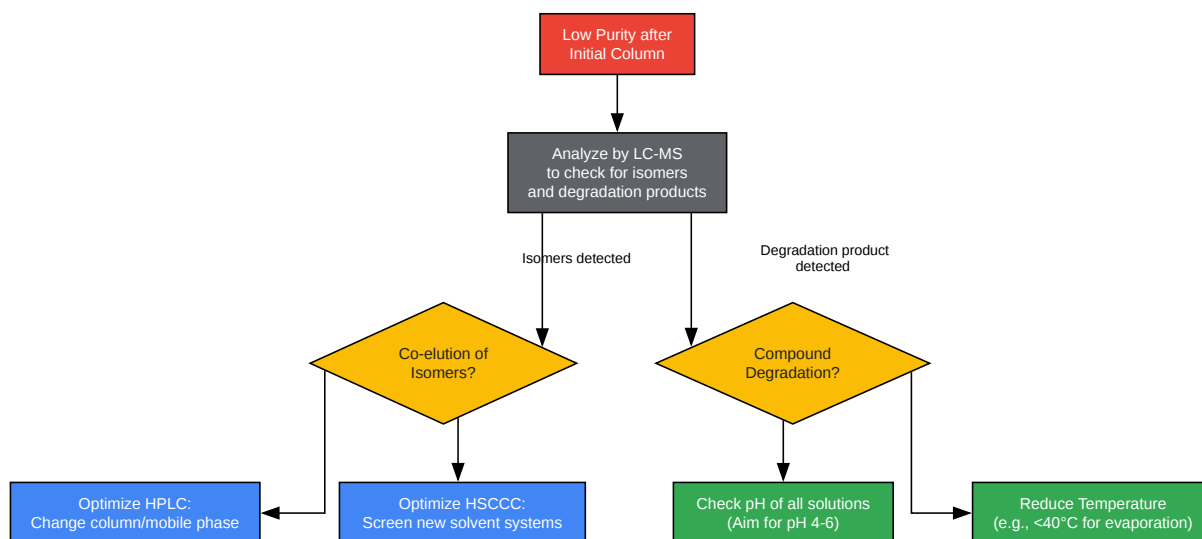 Low Purity after
Initial Column
Analyze by LC-MS
to check for isomers
and degradation products
Isomers detected
Degradation product
detected
Co-elution of
Isomers?
Compound
Degradation?
Optimize HPLC:
Change column/mobile phase
Optimize HSCCC:
Screen new solvent systems
Check pH of all solutions
(Aim for pH 4-6)
Reduce Temperature
(e.g., <40°C for evaporation)